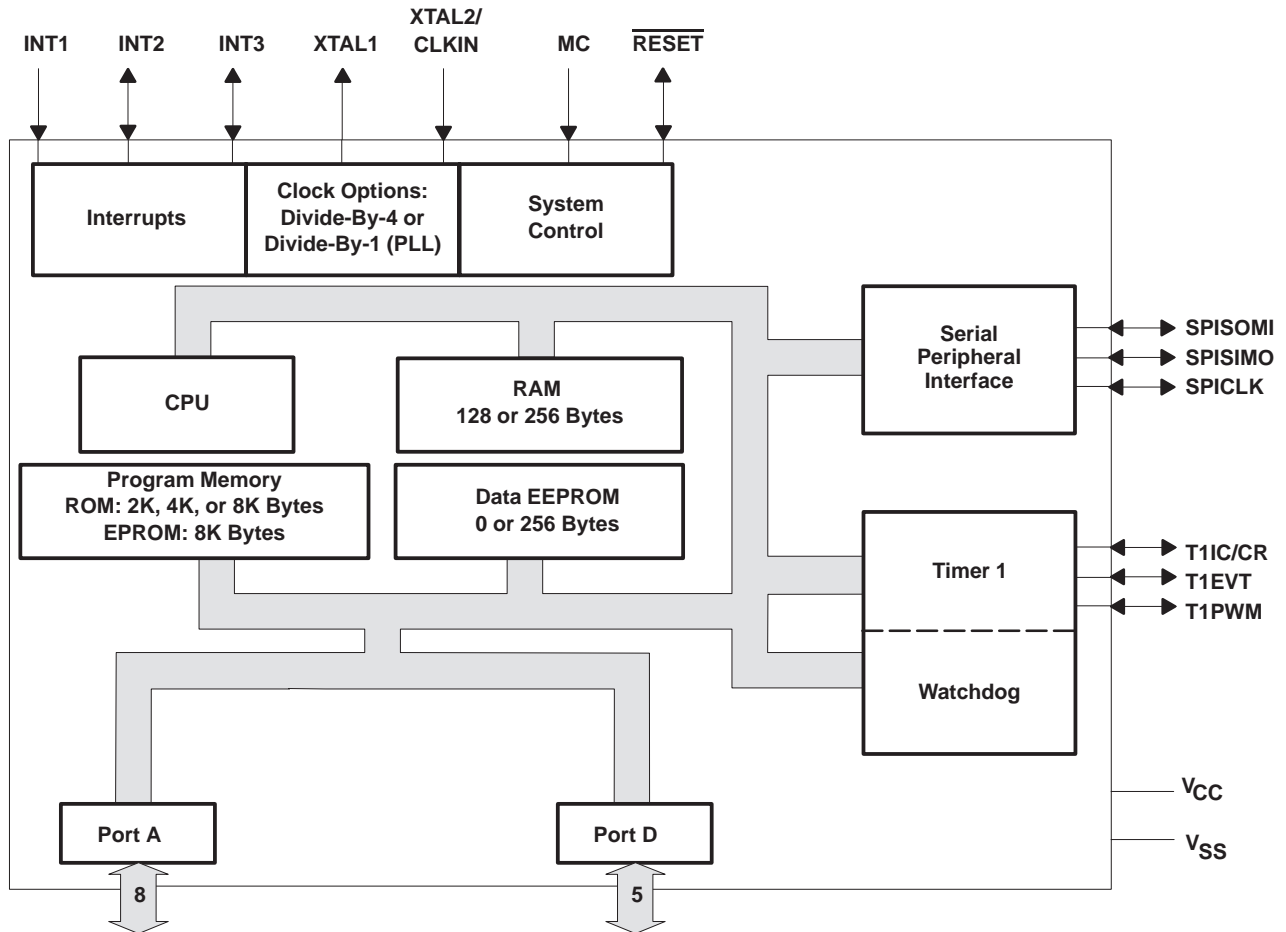 INT1
INT2
INT3
XTAL1
XTAL2/
CLKIN
MC
RESET
Interrupts
Clock Options:
Divide-By-4 or
Divide-By-1 (PLL)
System
Control
Serial
Peripheral
Interface
SPISOMI
SPISIMO
SPICLK
CPU
RAM
128 or 256 Bytes
Program Memory
ROM: 2K, 4K, or 8K Bytes
EPROM: 8K Bytes
Data EEPROM
0 or 256 Bytes
Timer 1
T1IC/CR
T1EVT
T1PWM
Watchdog
VCC
VSS
Port A
Port D
8
5